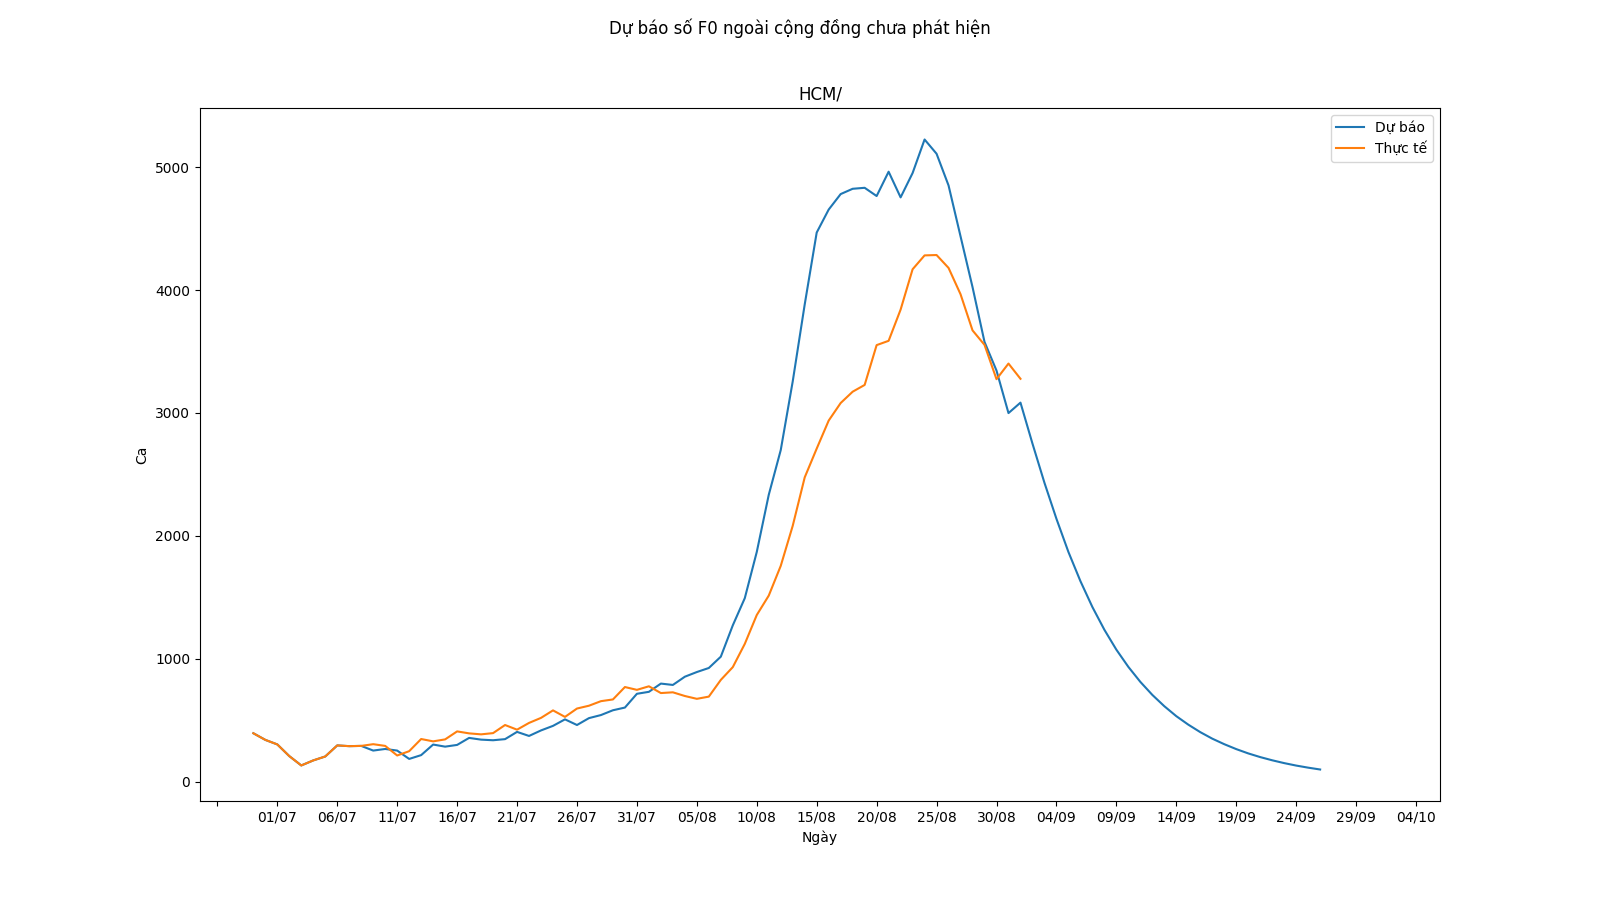 Dự báo số F0 ngoài cộng đồng chưa phát hiện
HCM/
Dự báo
Thực tế
5000
4000
3000
2000
1000
0
Ca
01/07 06/07 11/07 16/07 21/07 26/07 31/07 05/08 10/08 15/08 20/08 25/08 30/08 04/09 09/09 14/09 19/09 24/09 29/09 04/10
Ngày